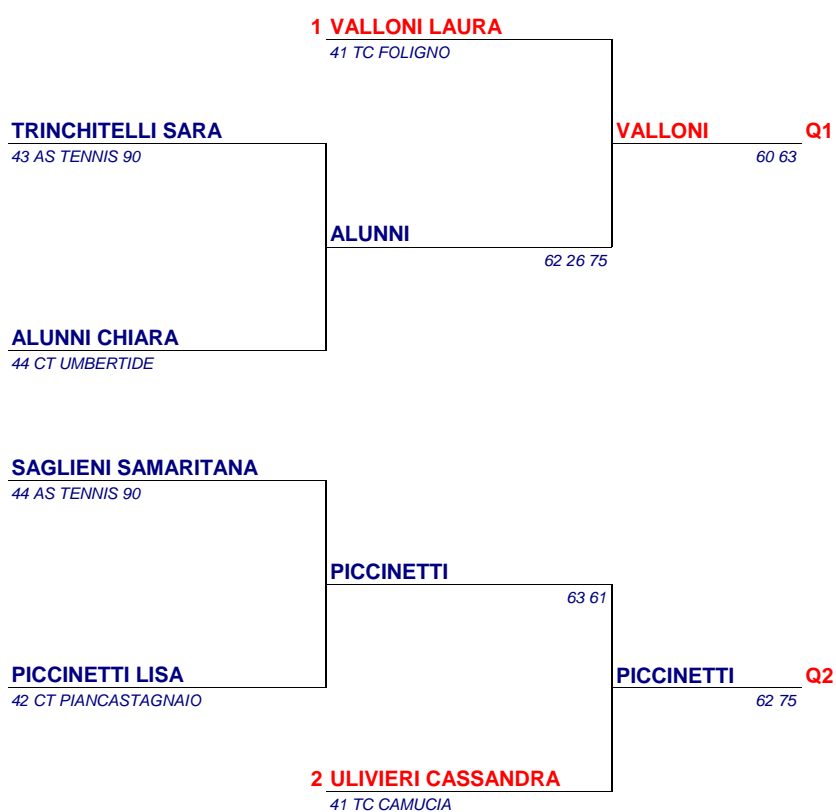 1 VALLONI LAURA
41 TC FOLIGNO
TRINCHITELLI SARA
VALLONI Q1
43 AS TENNIS 90
60 63
ALUNNI
62 26 75
ALUNNI CHIARA
44 CT UMBERTIDE
SAGLIENI SAMARITANA
44 AS TENNIS 90
PICCINETTI
63 61
PICCINETTI LISA
PICCINETTI Q2
42 CT PIANCASTAGNAIO
62 75
2 ULIVIERI CASSANDRA
41 TC CAMUCIA